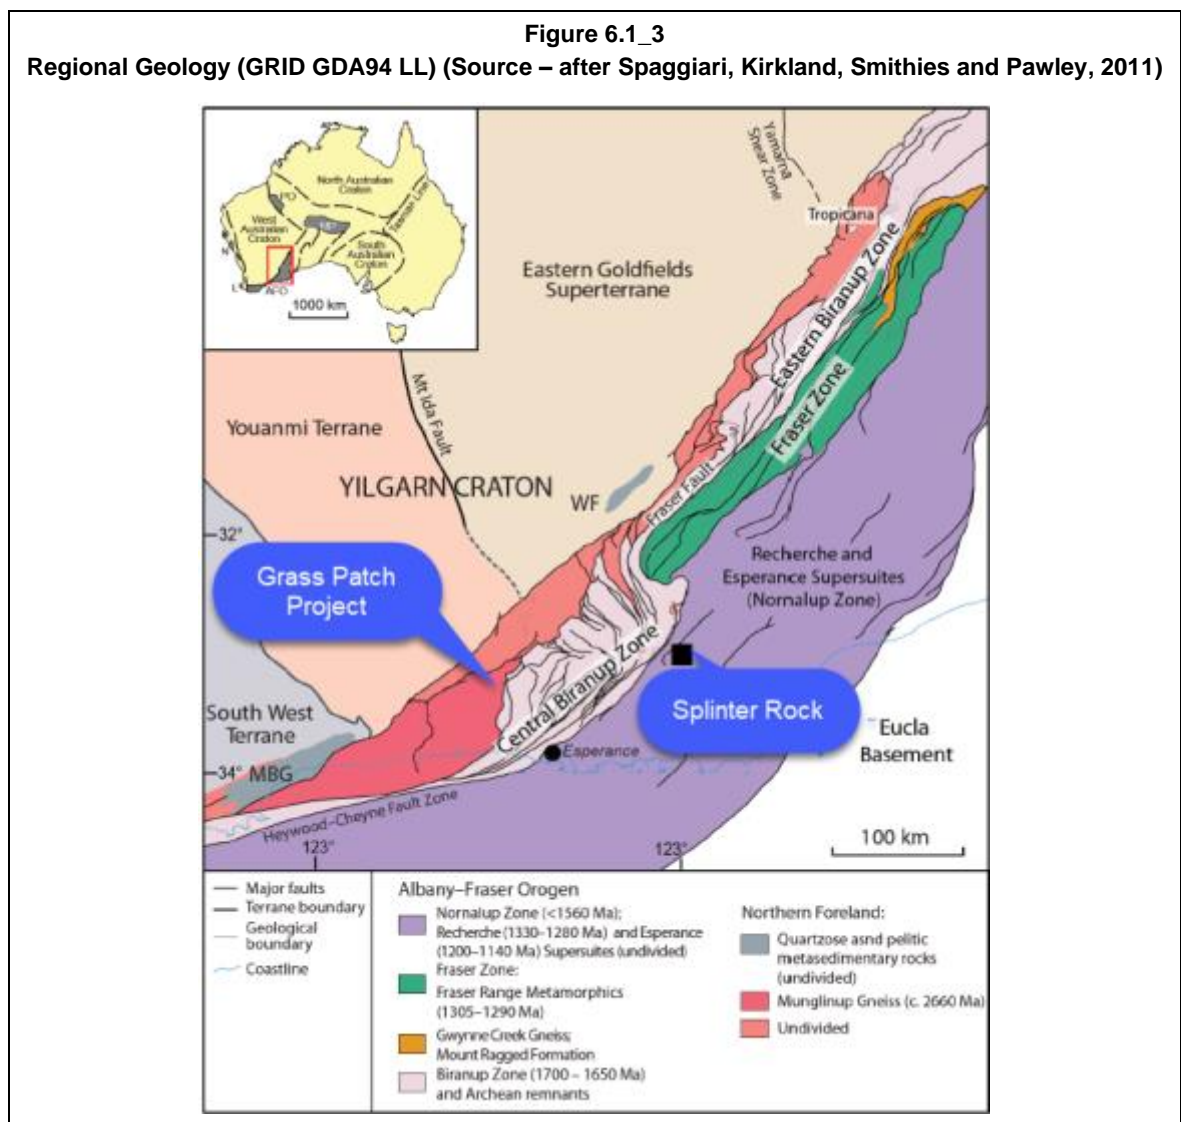 Figure 6.1_3
Regional Geology (GRID GDA94 LL) (Source – after Spaggiari, Kirkland, Smithies and Pawley, 2011)
North Australian
Craton
PO
West
Australian
Craton
MP
Tasman Line
South
Australian
Craton
AFO
1000 km
Yamarna
Shear Zone
Tropicana
Eastern Goldfields
Superterrane
Eastern Biranup Zone
Fraser Zone
Mt Ida Fault
Youanmi Terrane
YILGARN CRATON
WF
Fraser Fault
32°
Grass Patch
Project
Recherche and
Esperance Supersuites
(Nornalup Zone)
Central Biranup Zone
Splinter Rock
South West
Terrane
Eucla
Basement
Esperance
34°
MBG
Heywood–Cheyne Fault Zone
123°
123°
100 km
Major faults
Terrane boundary
Geological
boundary
Coastline
Albany–Fraser Orogen
Nornalup Zone (<1560 Ma);
Recherche (1330–1280 Ma) and Esperance
(1200–1140 Ma) Supersuites (undivided)
Fraser Zone:
Fraser Range Metamorphics
(1305–1290 Ma)
Gwynne Creek Gneiss;
Mount Ragged Formation
Biranup Zone (1700 – 1650 Ma)
and Archean remnants
Northern Foreland:
Quartzose asnd pelitic
metasedimentary rocks
(undivided)
Munglinup Gneiss (c. 2660 Ma)
Undivided